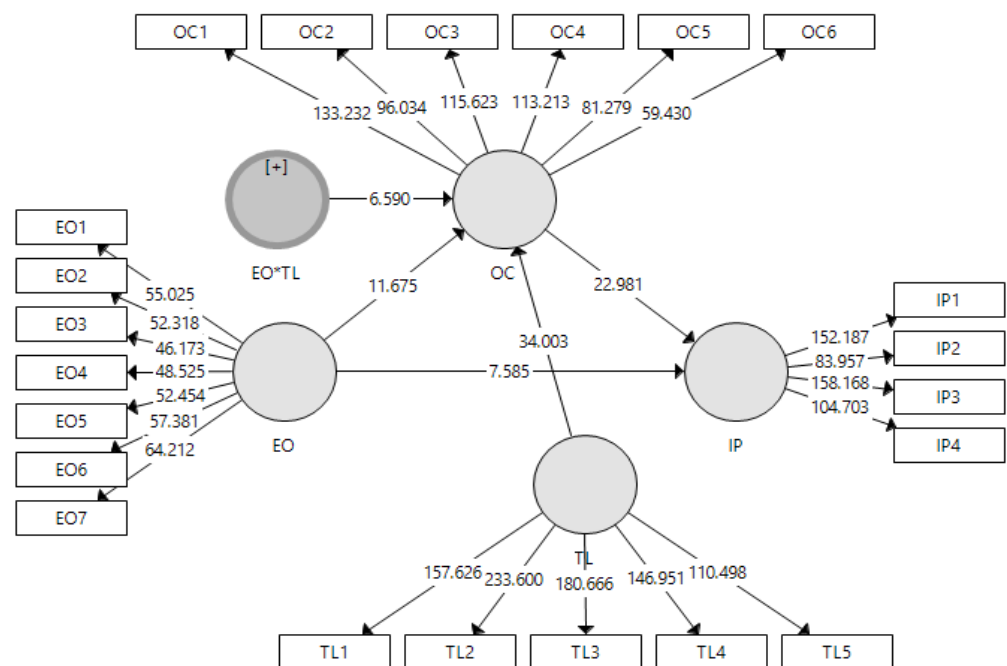 OC1 OC2 OC3 OC4 OC5 OC6
133.232 96.034 115.623 113.213 81.279 59.430
[+]
6.590
EO*TL
OC
EO1
EO2
EO3
EO4
EO5
EO6
EO7
55.025
52.318
46.173
48.525
52.454
57.381
64.212
EO
11.675
22.981
34.003
7.585
IP
152.187
83.957
158.168
104.703
IP1
IP2
IP3
IP4
TL
157.626 233.600 180.666 146.951 110.498
TL1 TL2 TL3 TL4 TL5